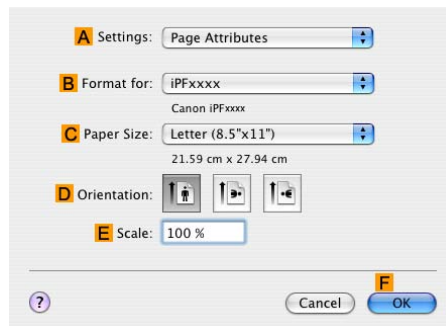 A Settings: Page Attributes
B Format for: iPFxxxx
Canon iPFxxxx
C Paper Size: Letter (8.5"x11")
21.59 cm x 27.94 cm
D Orientation:
E Scale: 100 %
F
? Cancel OK